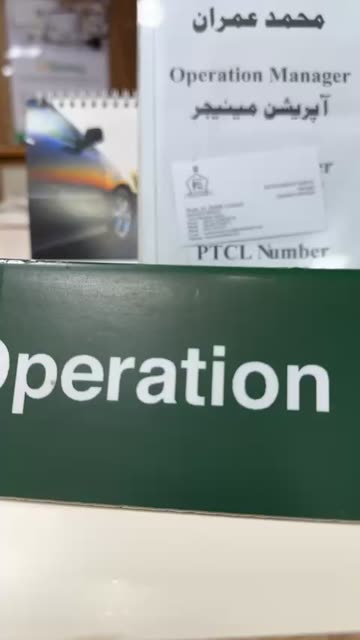 محمد عمران
Operation Manager
آپریشن مینیجر
PTCL Number
Operation